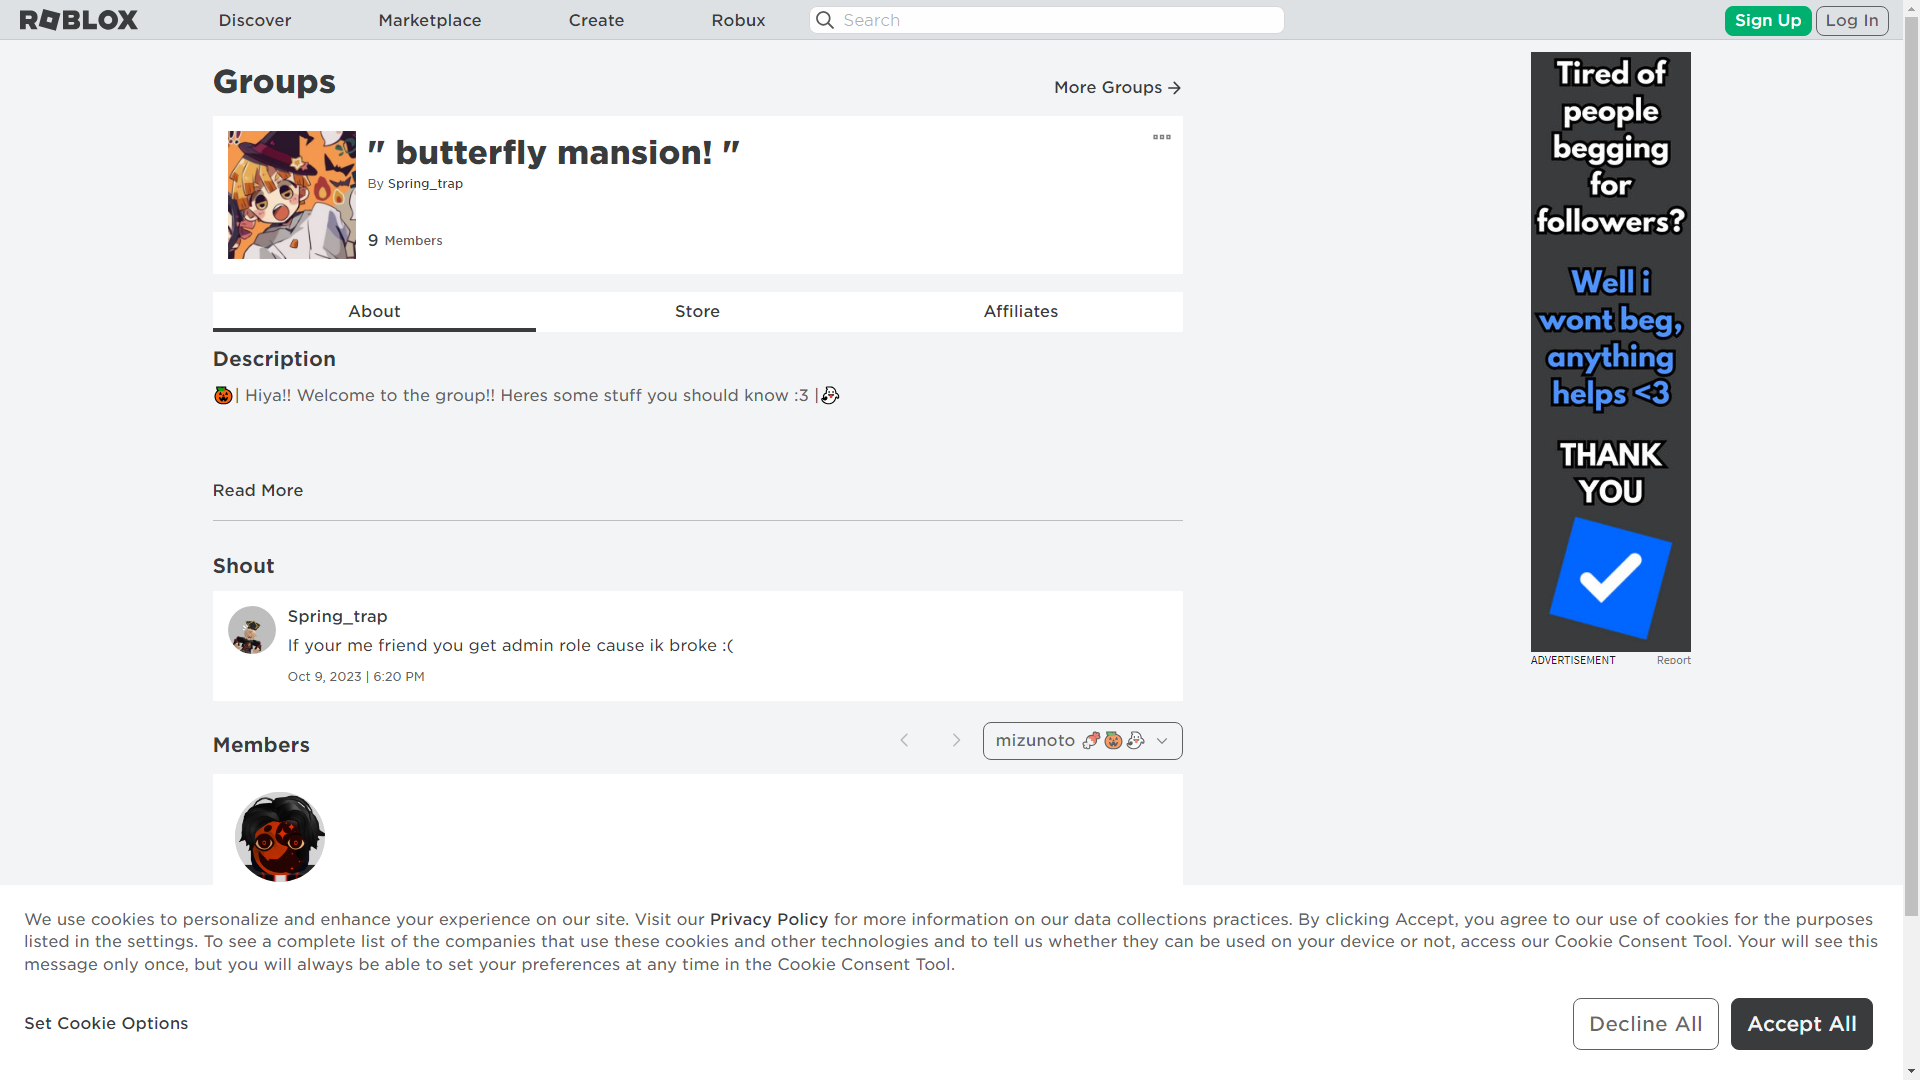 ROBLOX
Discover
Marketplace
Create
Robux
Search
Sign Up
Log In
Groups
More Groups
" butterfly mansion! "
By Spring_trap
9 Members
About
Store
Affiliates
Description
🎃| Hiya!! Welcome to the group!! Heres some stuff you should know :3 |👻
Read More
Shout
Spring_trap
If your me friend you get admin role cause ik broke :(
Oct 9, 2023 | 6:20 PM
Members
mizunoto 🍖🎃👻
Tired of
people
begging
for
followers?
Well i
wont beg,
anything
helps <3
THANK
YOU
ADVERTISEMENT
Report
We use cookies to personalize and enhance your experience on our site. Visit our Privacy Policy for more information on our data collections practices. By clicking Accept, you agree to our use of cookies for the purposes
listed in the settings. To see a complete list of the companies that use these cookies and other technologies and to tell us whether they can be used on your device or not, access our Cookie Consent Tool. Your will see this
message only once, but you will always be able to set your preferences at any time in the Cookie Consent Tool.
Set Cookie Options
Decline All
Accept All